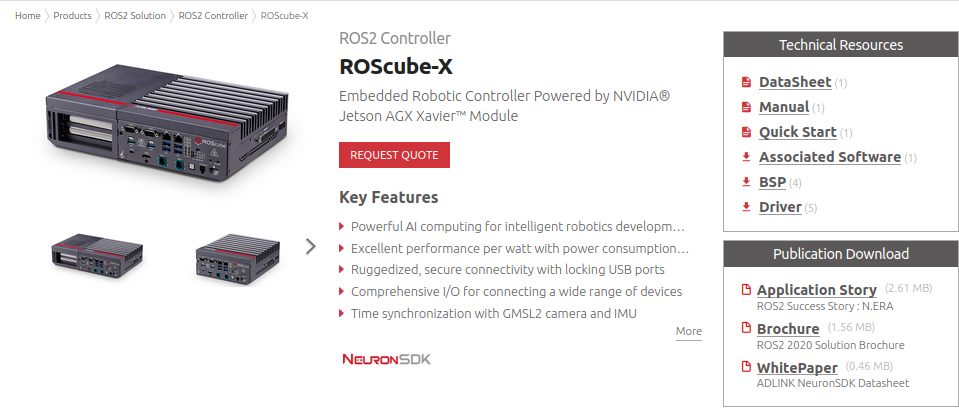 Home > Products > ROS2 Solution > ROS2 Controller > ROScube-X
ROS2 Controller
ROScube-X
Embedded Robotic Controller Powered by NVIDIA®
Jetson AGX Xavier™ Module
REQUEST QUOTE
Key Features
Powerful AI computing for intelligent robotics developm…
Excellent performance per watt with power consumption…
Ruggedized, secure connectivity with locking USB ports
Comprehensive I/O for connecting a wide range of devices
Time synchronization with GMSL2 camera and IMU
More
NEURONSDK
ROScube
Technical Resources
DataSheet (1)
Manual (1)
Quick Start (1)
Associated Software (1)
BSP (4)
Driver (5)
Publication Download
Application Story (2.61 MB)
ROS2 Success Story : N.ERA
Brochure (1.56 MB)
ROS2 2020 Solution Brochure
WhitePaper (0.46 MB)
ADLINK NeuronSDK Datasheet